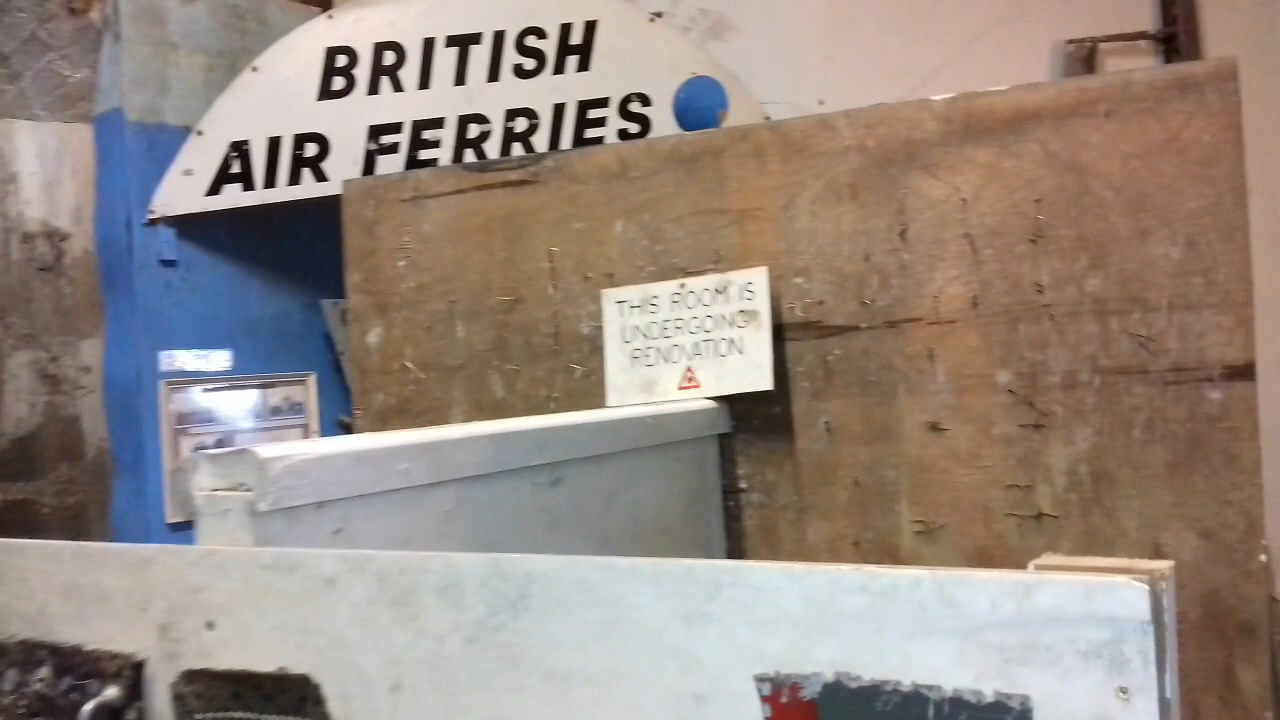 BRITISH
AIR FERRIES
THIS ROOM IS
UNDERGOING
RENOVATION